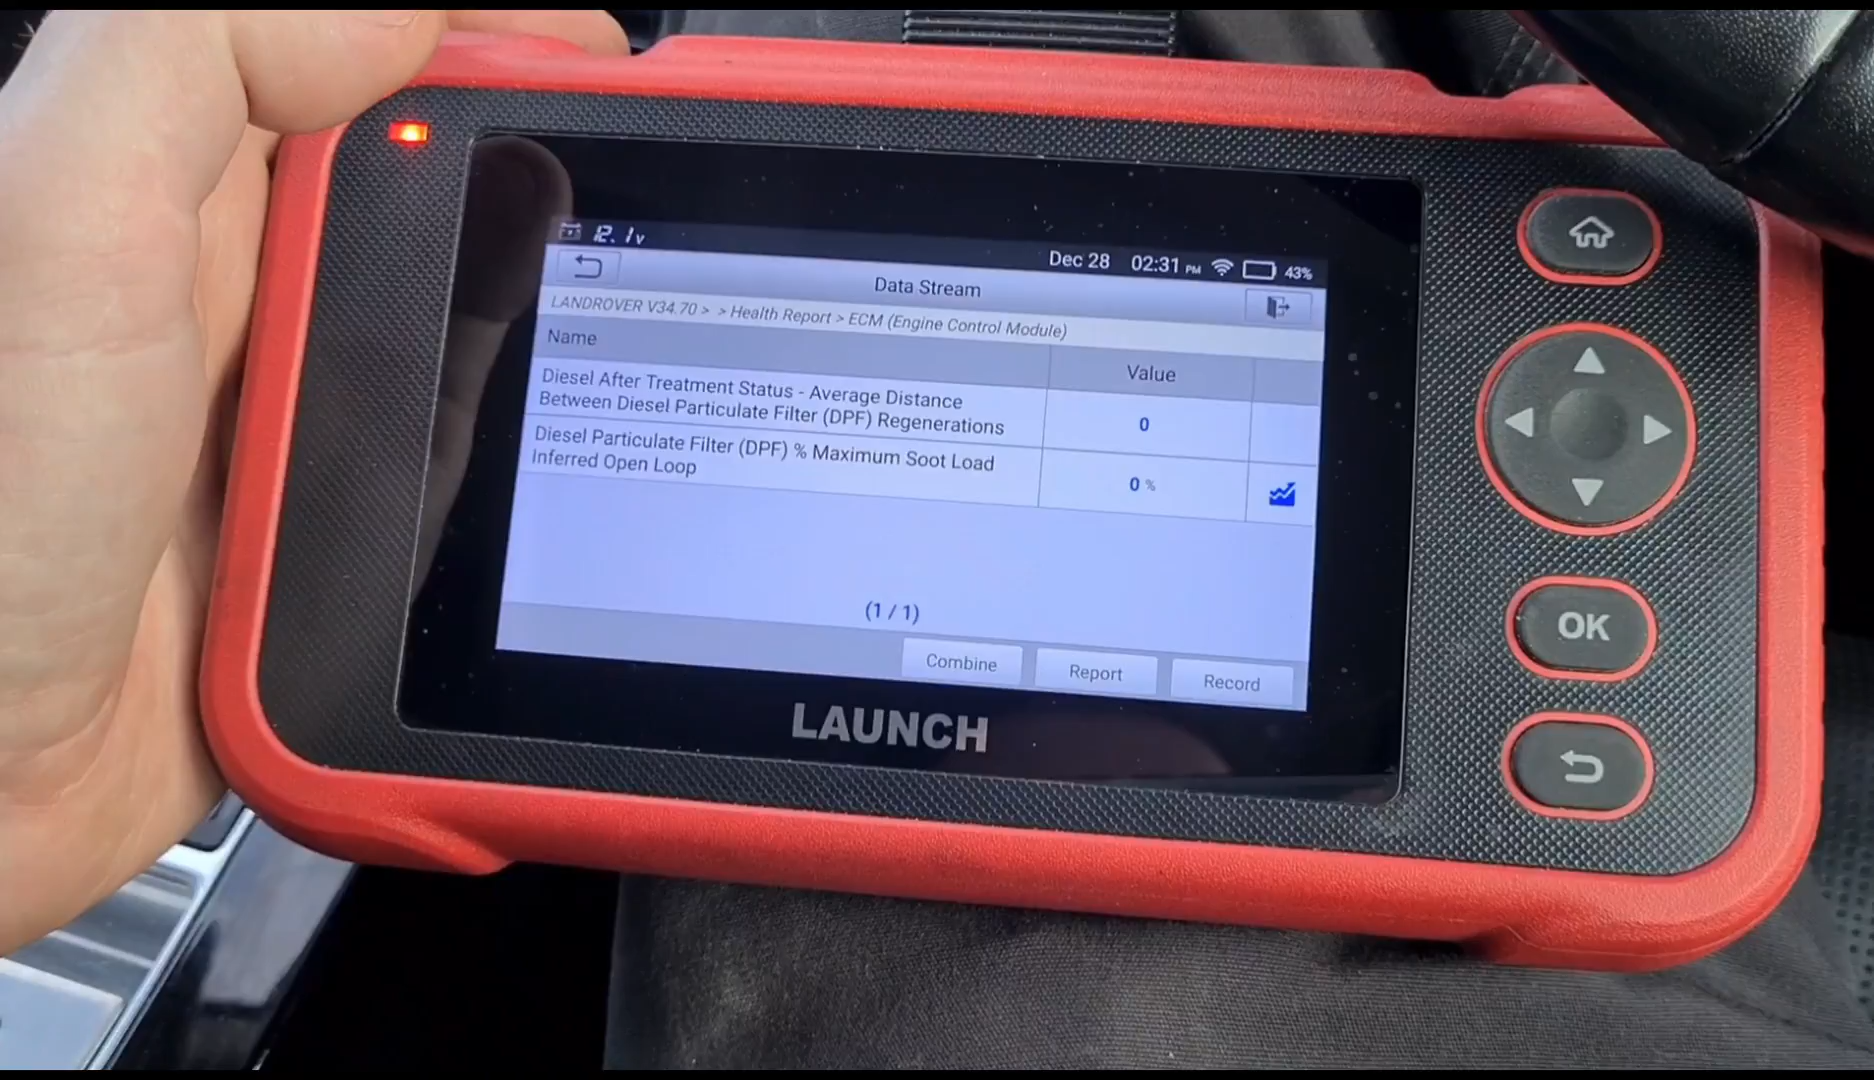 12.1v
Dec 28 02:31 PM 43%
Data Stream
LANDROVER V34.70 > > Health Report > ECM (Engine Control Module)
Name Value
Diesel After Treatment Status - Average Distance
Between Diesel Particulate Filter (DPF) Regenerations
0
Diesel Particulate Filter (DPF) % Maximum Soot Load
Inferred Open Loop
0 %
(1 / 1)
Combine Report Record
LAUNCH
OK